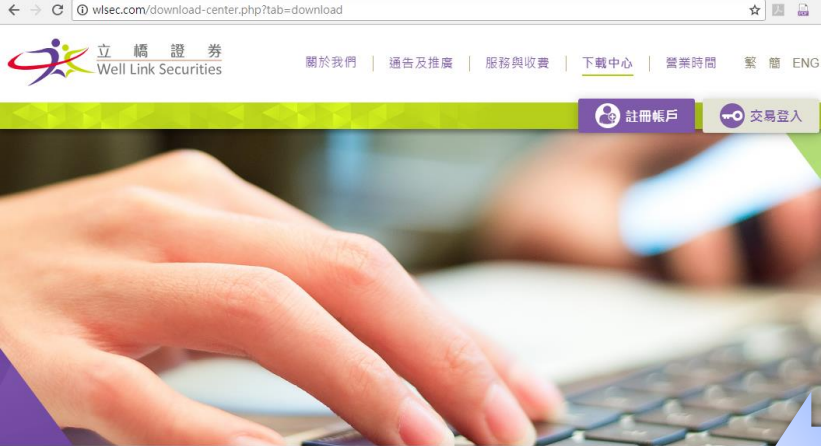 wlsec.com/download-center.php?tab=download
立橋證券
Well Link Securities
關於我們 | 通告及推廣 | 服務與收費 | 下載中心 | 營業時間 繁 簡 ENG
註冊帳戶 交易登入